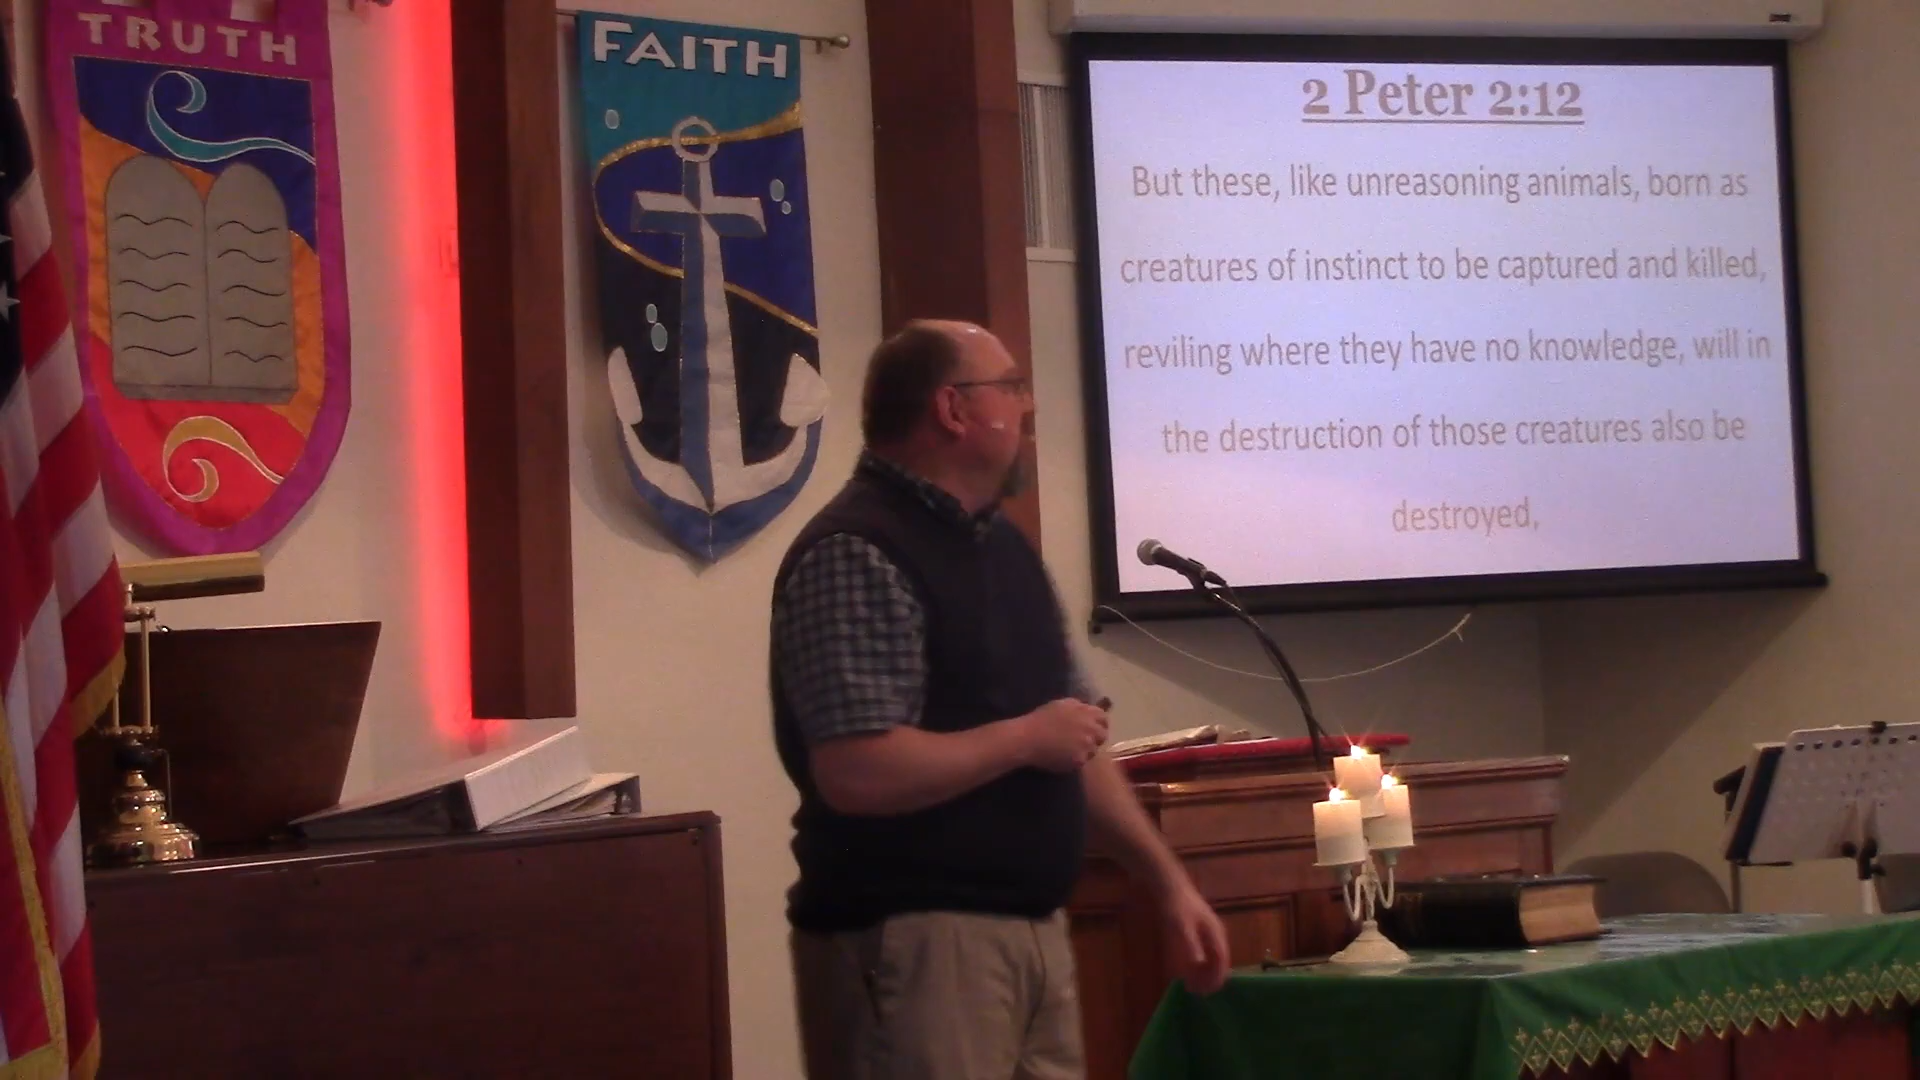 TRUTH
FAITH
2 Peter 2:12
But these, like unreasoning animals, born as
creatures of instinct to be captured and killed,
reviling where they have no knowledge, will in
the destruction of those creatures also be
destroyed,